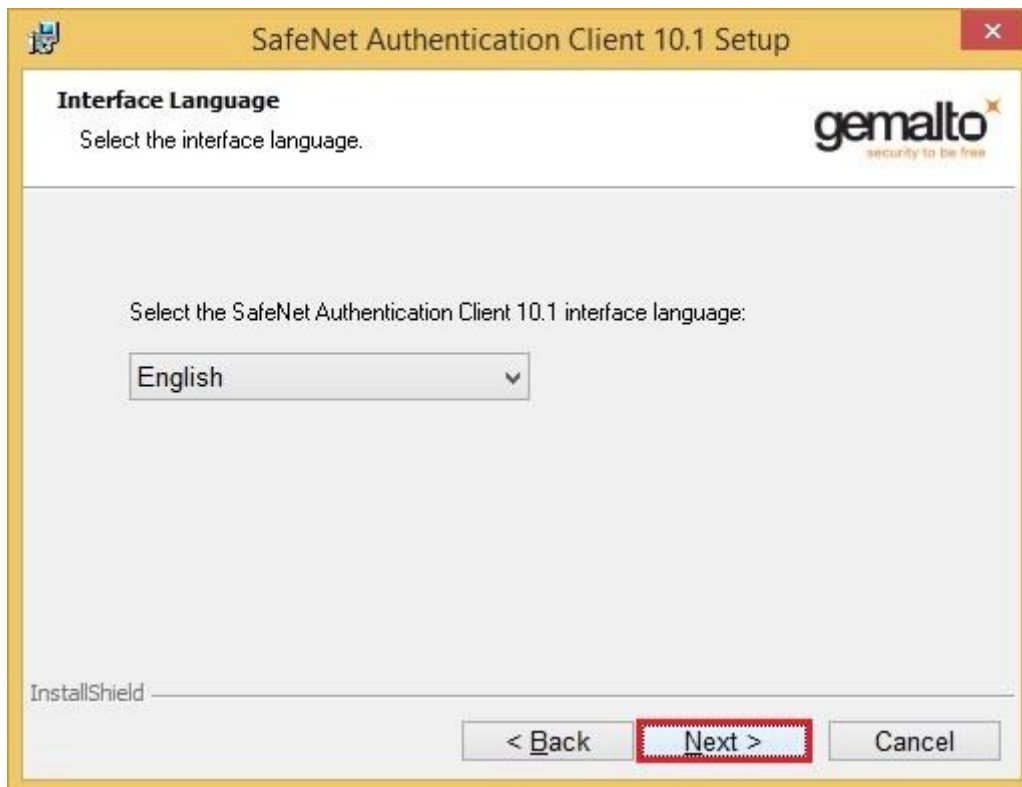 SafeNet Authentication Client 10.1 Setup
Interface Language
Select the interface language.
gemalto
security to be free
Select the SafeNet Authentication Client 10.1 interface language:
English
InstallShield
< Back
Next >
Cancel